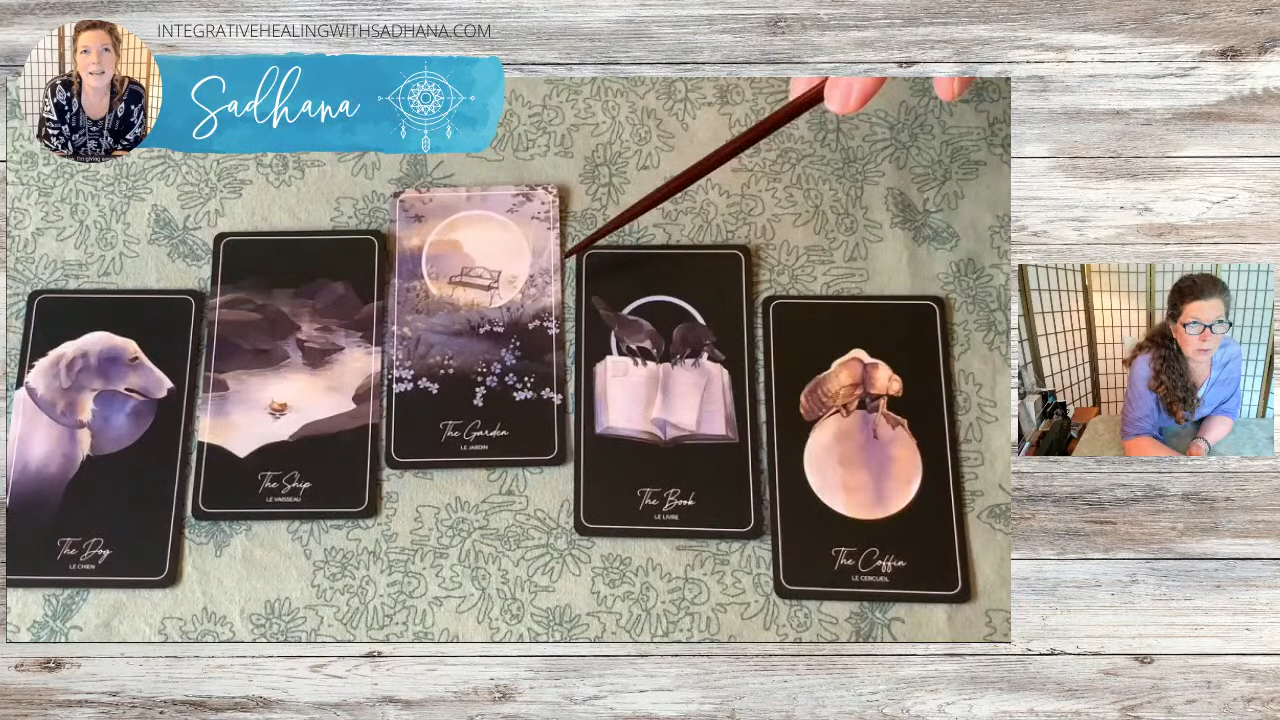 INTEGRATIVEHEALINGWITHSADHANA.COM
Sadhana
The Dog
LE CHIEN
The Ship
LE VAISSEAU
The Garden
LE JARDIN
The Book
LE LIVRE
The Coffin
LE CERCUEIL